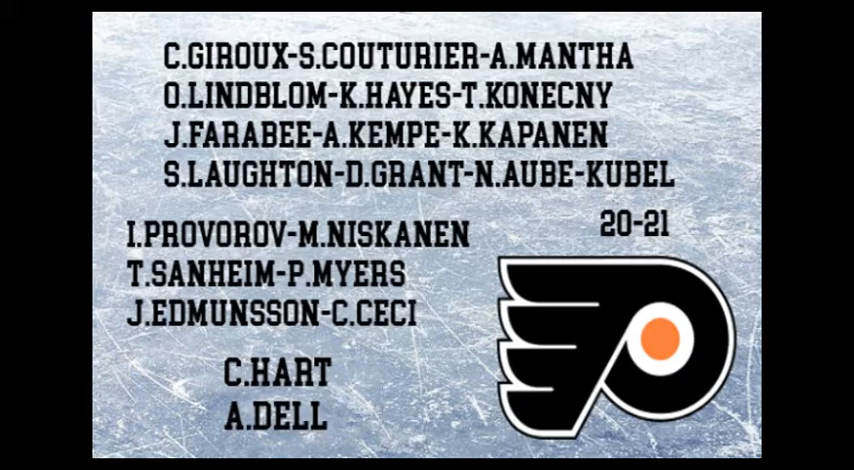 C.GIROUX-S.COUTURIER-A.MANTHA
O.LINDBLOM-K.HAYES-T.KONECNY
J.FARABEE-A.KEMPE-K.KAPANEN
S.LAUGHTON-D.GRANT-N.AUBE-KUBEL
I.PROVOROV-M.NISKANEN
20-21
T.SANHEIM-P.MYERS
J.EDMUNSSON-C.CECI
C.HART
A.DELL